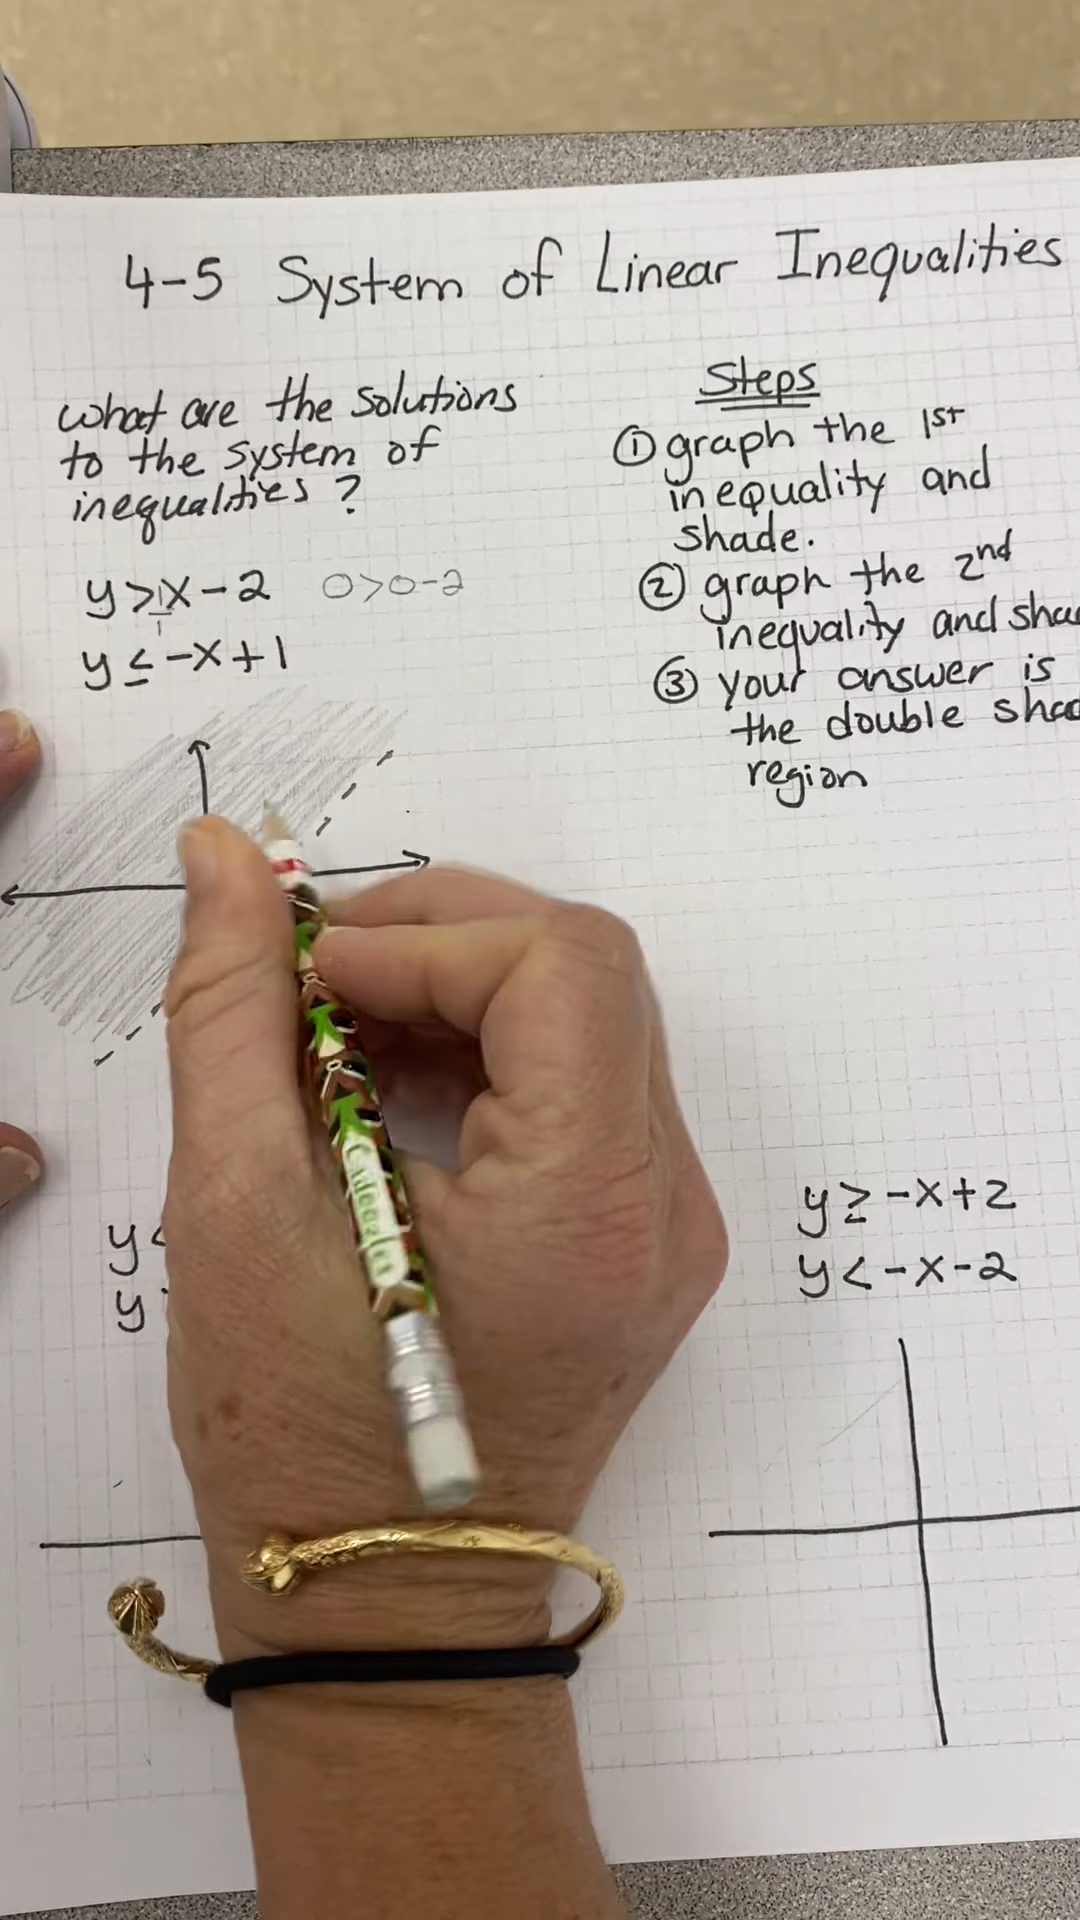 4-5 System of Linear Inequalities
What are the solutions
to the system of
inequalities ?
y > x - 2   0 > 0 - 2
1
y ≤ -x + 1
Steps
① graph the 1st
inequality and
shade.
② graph the 2nd
inequality and
③ your answer is
the double
region
y <
y
y ≥ -x + 2
y < -x - 2